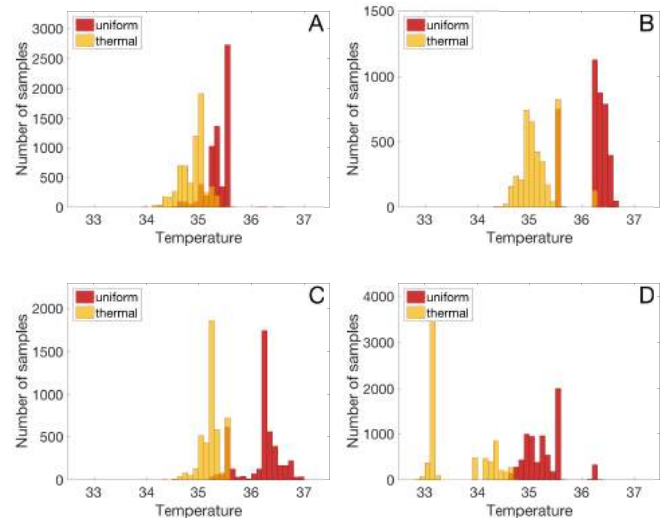 A
uniform
thermal
Number of samples
3000
2500
2000
1500
1000
500
0
33 34 35 36 37
Temperature
B
uniform
thermal
Number of samples
1500
1000
500
0
33 34 35 36 37
Temperature
C
uniform
thermal
Number of samples
2000
1500
1000
500
0
33 34 35 36 37
Temperature
D
uniform
thermal
Number of samples
4000
3000
2000
1000
0
33 34 35 36 37
Temperature